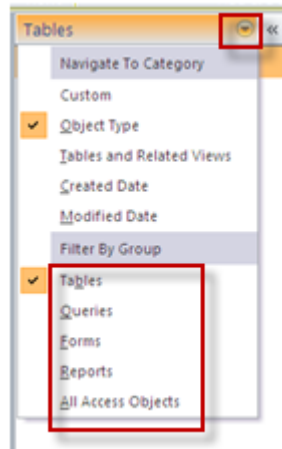 Tables «
Navigate To Category
Custom
Object Type
Tables and Related Views
Created Date
Modified Date
Filter By Group
Tables
Queries
Forms
Reports
All Access Objects